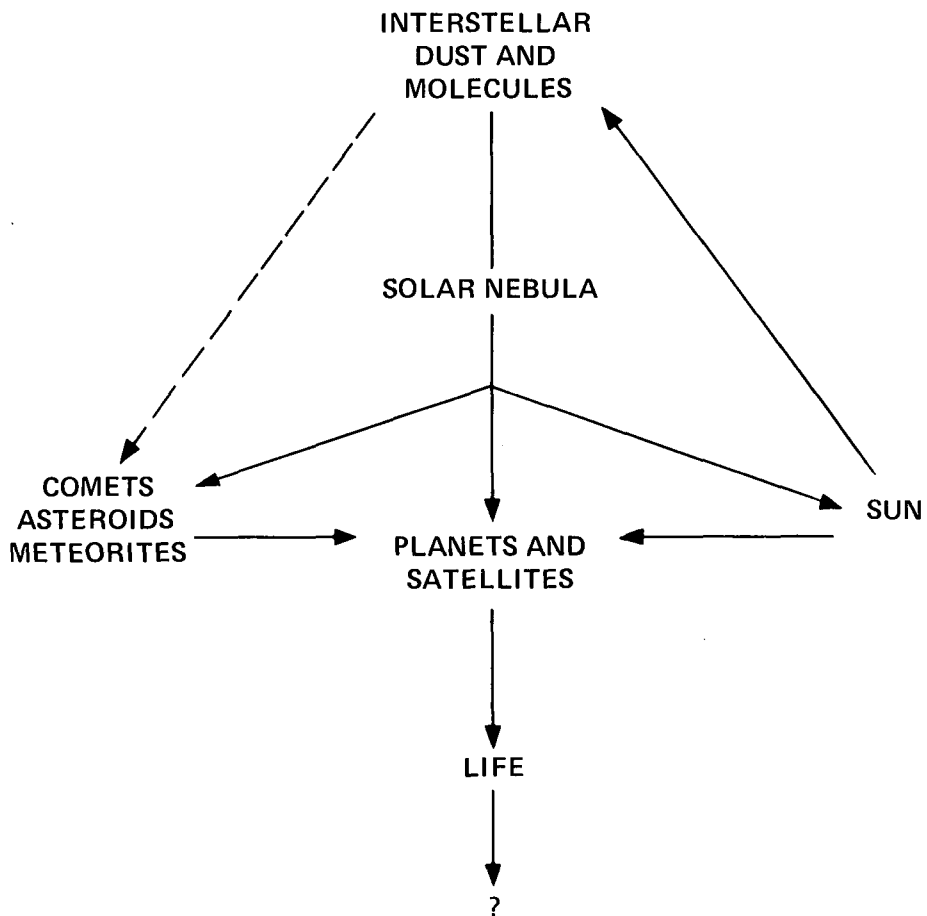 INTERSTELLAR
DUST AND
MOLECULES
SOLAR NEBULA
COMETS
ASTEROIDS
METEORITES
PLANETS AND
SATELLITES
SUN
LIFE
?